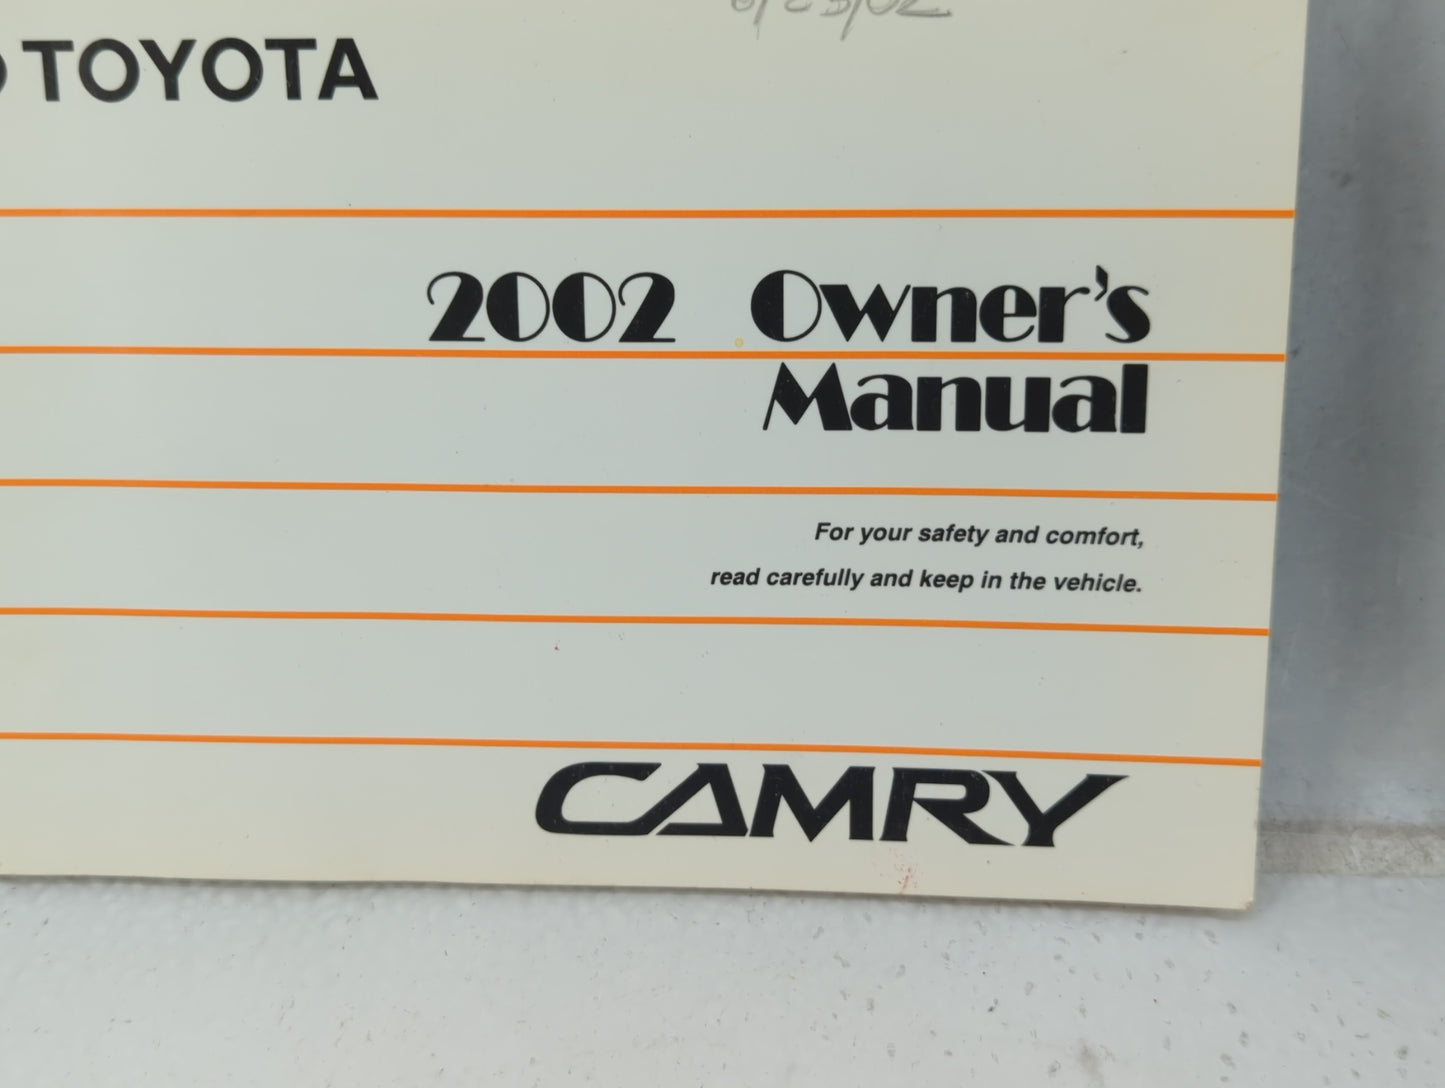 TOYOTA
2002 Owner's
Manual
For your safety and comfort,
read carefully and keep in the vehicle.
CAMRY